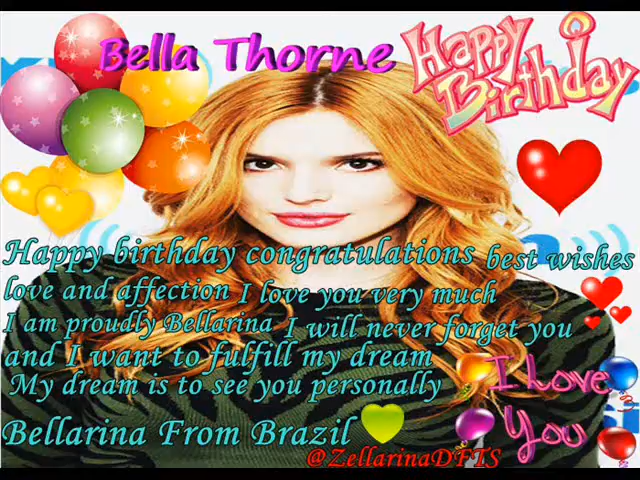 Bella Thorne
Happy
Birthday
Happy birthday congratulations best wishes
love and affection I love you very much
I am proudly Bellarina I will never forget you
and I want to fulfill my dream
My dream is to see you personally
I Love
You
Bellarina From Brazil
@ZellarinaDFTS